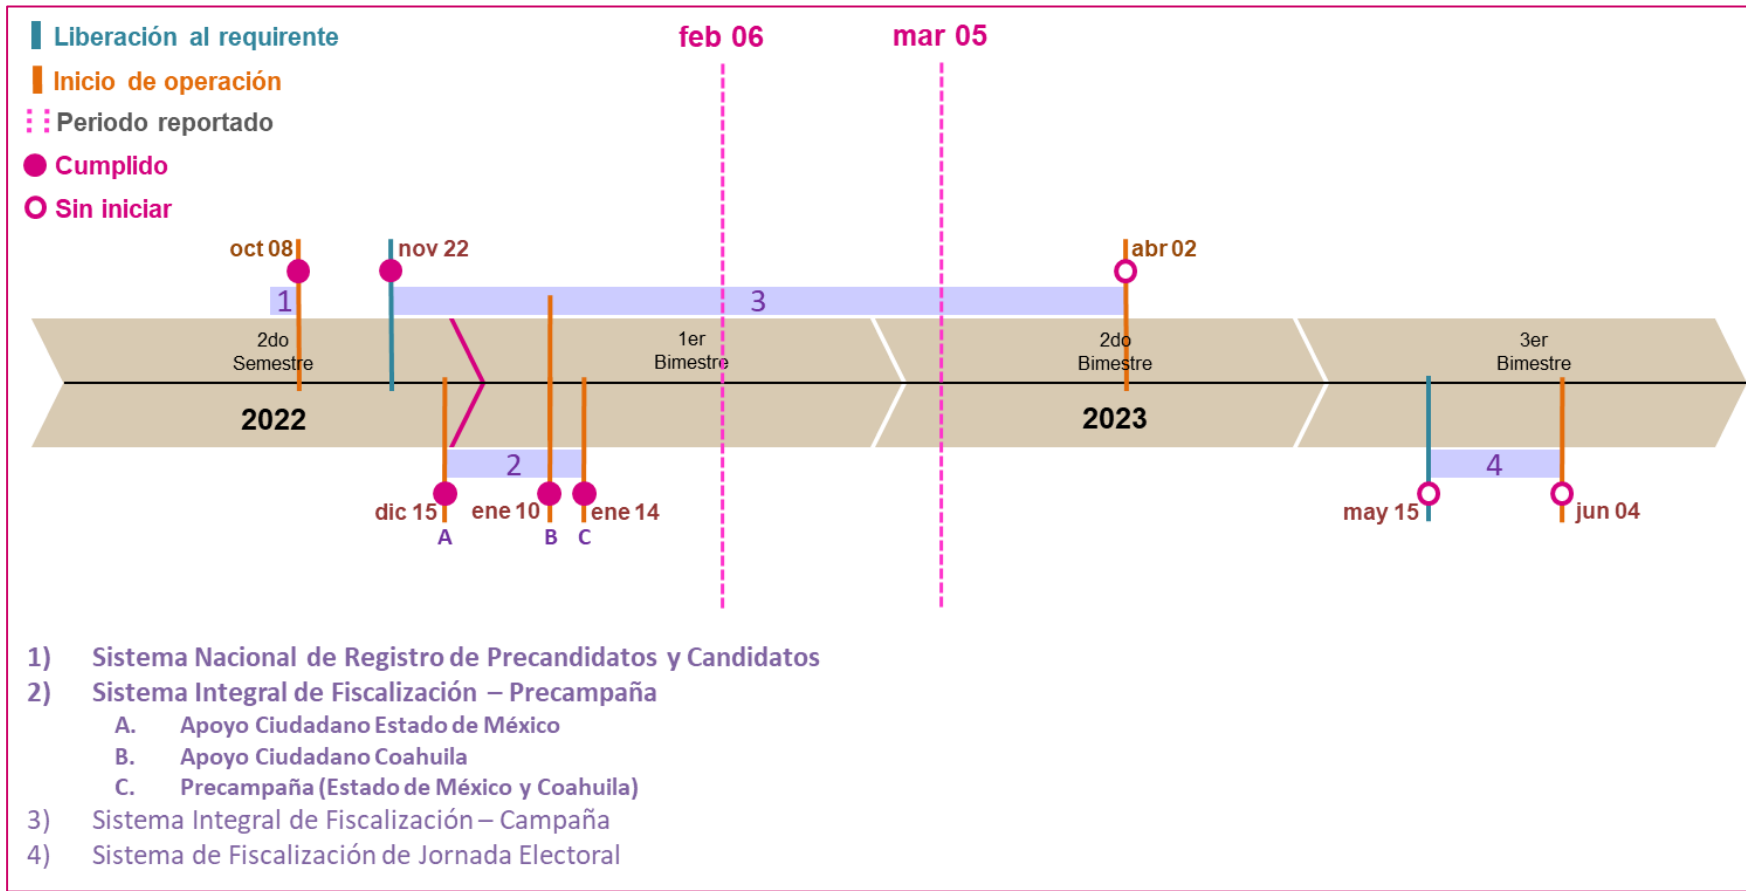 Liberación al requirente
Inicio de operación
Periodo reportado
Cumplido
Sin iniciar
feb 06
mar 05
oct 08
nov 22
abr 02
1
3
2do
Semestre
1er
Bimestre
2do
Bimestre
3er
Bimestre
2022
2023
2
4
dic 15
ene 10
ene 14
may 15
jun 04
A
B
C
1) Sistema Nacional de Registro de Precandidatos y Candidatos
2) Sistema Integral de Fiscalización – Precampaña
A. Apoyo Ciudadano Estado de México
B. Apoyo Ciudadano Coahuila
C. Precampaña (Estado de México y Coahuila)
3) Sistema Integral de Fiscalización – Campaña
4) Sistema de Fiscalización de Jornada Electoral